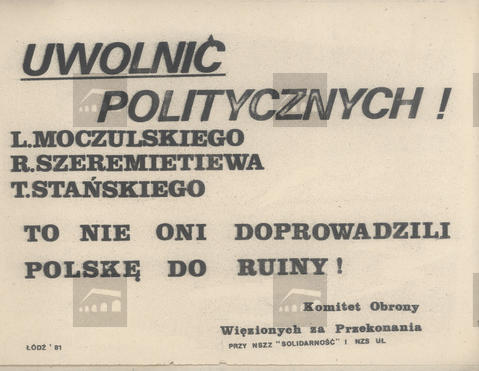 UWOLNIĆ
POLITYCZNYCH !
L.MOCZULSKIEGO
R.SZEREMIETIEWA
T.STAŃSKIEGO
TO NIE ONI DOPROWADZILI
POLSKĘ DO RUINY !
Komitet Obrony
Więzionych za Przekonania
PRZY NSZZ "SOLIDARNOŚĆ" I NZS UŁ
ŁÓDŹ '81